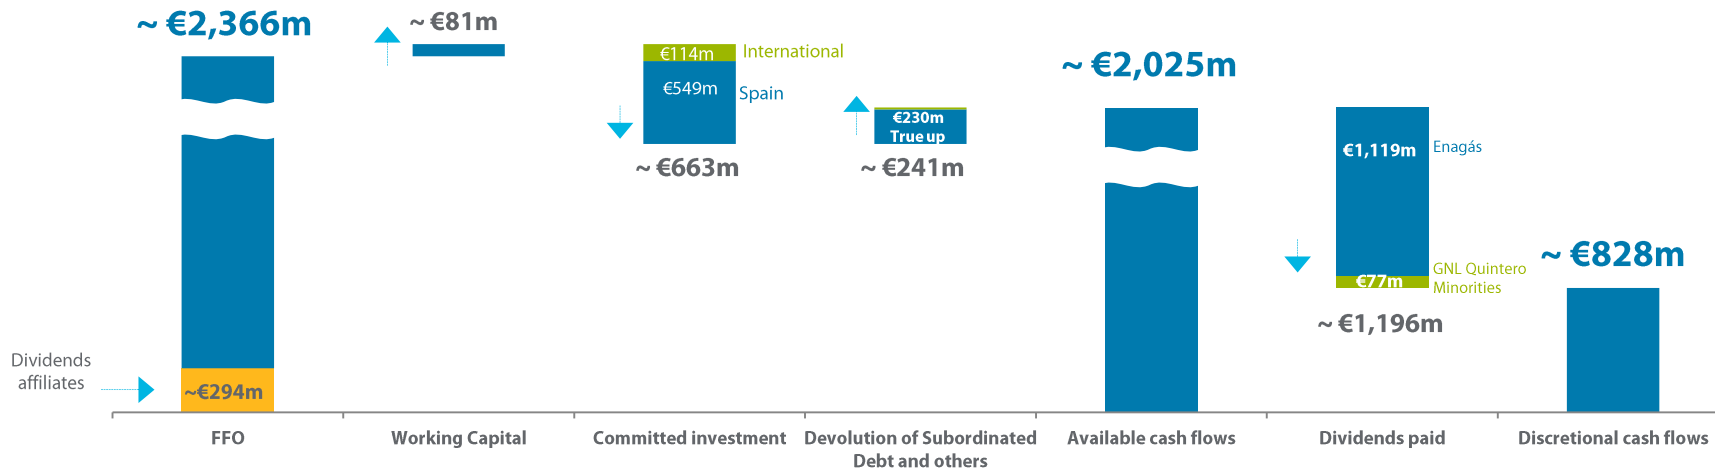 ~ €2,366m
~ €81m
€114m
International
€549m
Spain
~ €663m
€230m
True up
~ €241m
~ €2,025m
€1,119m
Enagás
€77m
GNL Quintero
Minorities
~ €1,196m
~ €828m
Dividends
affiliates
~€294m
FFO
Working Capital
Committed investment
Devolution of Subordinated
Debt and others
Available cash flows
Dividends paid
Discretional cash flows